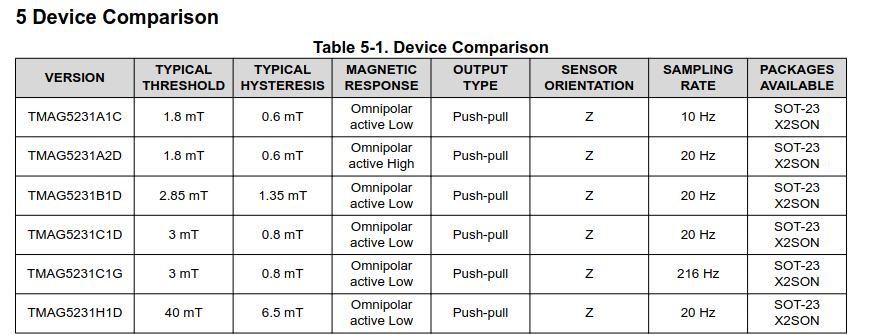 5 Device Comparison
Table 5-1. Device Comparison
VERSION TYPICAL THRESHOLD TYPICAL HYSTERESIS MAGNETIC RESPONSE OUTPUT TYPE SENSOR ORIENTATION SAMPLING RATE PACKAGES AVAILABLE
TMAG5231A1C 1.8 mT 0.6 mT Omnipolar active Low Push-pull Z 10 Hz SOT-23 X2SON
TMAG5231A2D 1.8 mT 0.6 mT Omnipolar active High Push-pull Z 20 Hz SOT-23 X2SON
TMAG5231B1D 2.85 mT 1.35 mT Omnipolar active Low Push-pull Z 20 Hz SOT-23 X2SON
TMAG5231C1D 3 mT 0.8 mT Omnipolar active Low Push-pull Z 20 Hz SOT-23 X2SON
TMAG5231C1G 3 mT 0.8 mT Omnipolar active Low Push-pull Z 216 Hz SOT-23 X2SON
TMAG5231H1D 40 mT 6.5 mT Omnipolar active Low Push-pull Z 20 Hz SOT-23 X2SON